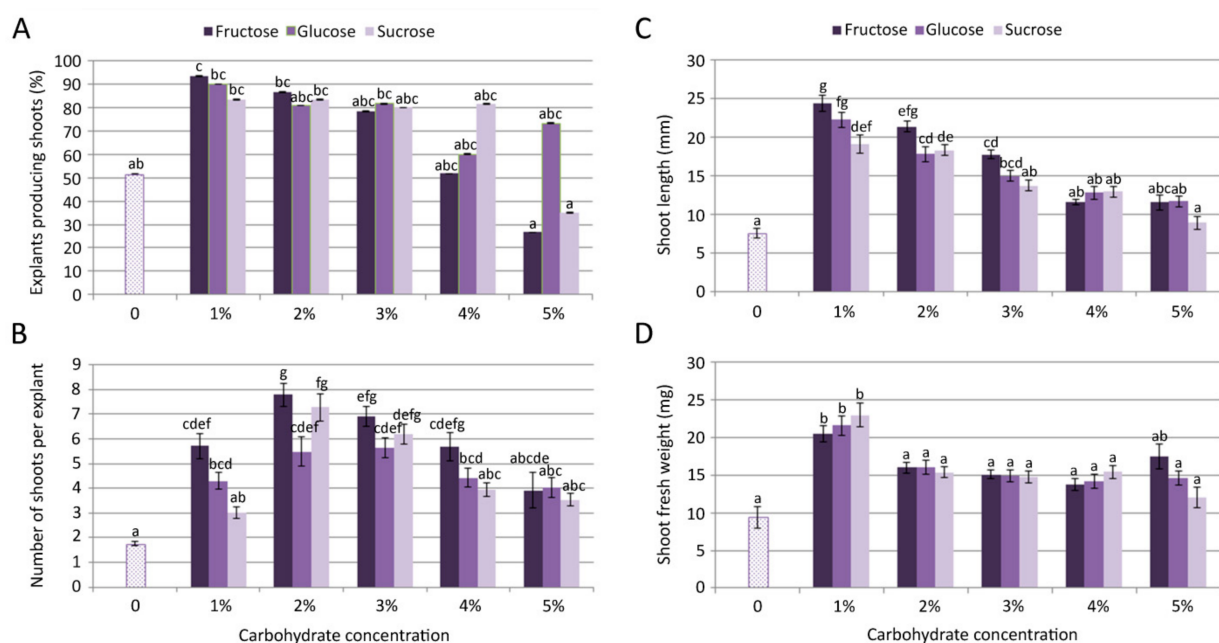 A
Fructose Glucose Sucrose
Explants producing shoots (%)
100
90
80
70
60
50
40
30
20
10
0
ab
c bc bc
bc abc bc
abc bc abc
abc abc abc
a abc a
0 1% 2% 3% 4% 5%
B
Number of shoots per explant
9
8
7
6
5
4
3
2
1
0
a
cdef bcd ab
g cdef fg
efg cdef defg
cdefg bcd abc
abcde abc abc
0 1% 2% 3% 4% 5%
Carbohydrate concentration
C
Fructose Glucose Sucrose
Shoot length (mm)
30
25
20
15
10
5
0
a
g fg def
efg cd de
cd bcd ab
ab ab ab
abc ab a
0 1% 2% 3% 4% 5%
D
Shoot fresh weight (mg)
30
25
20
15
10
5
0
a
b b b
a a a
a a a
a a a
ab a a
0 1% 2% 3% 4% 5%
Carbohydrate concentration